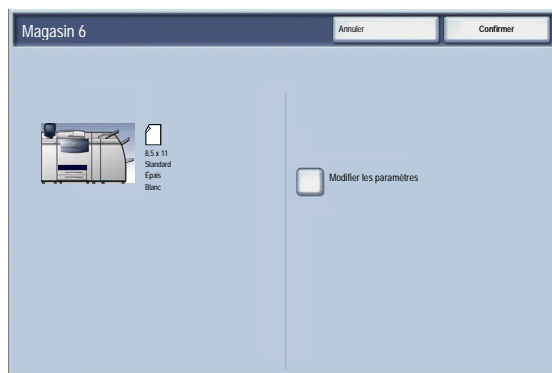 Magasin 6
Annuler
Confirmer
8,5 x 11
Standard
Épais
Blanc
Modifier les paramètres